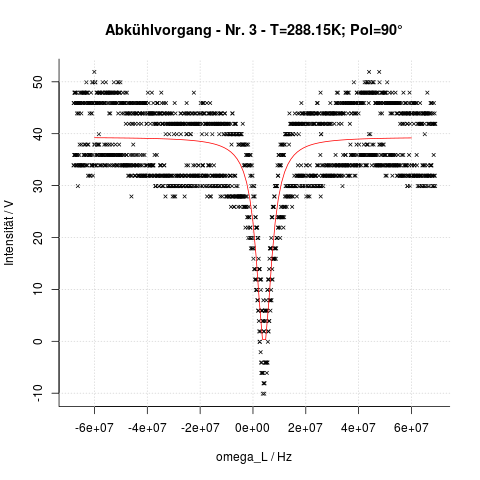 Abkühlvorgang - Nr. 3 - T=288.15K; Pol=90°
Intensität / V
50
40
30
20
10
0
-10
-6e+07 -4e+07 -2e+07 0e+00 2e+07 4e+07 6e+07
omega_L / Hz